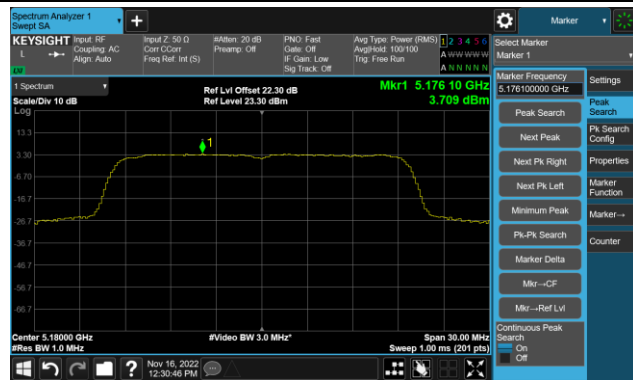 Spectrum Analyzer 1
Swept SA
Marker
KEYSIGHT
Input: RF
Coupling: AC
Align: Auto
Input Z: 50 Ω
Corr CCorr
Freq Ref: Int (S)
#Atten: 20 dB
Preamp: Off
PNO: Fast
Gate: Off
IF Gain: Low
Sig Track: Off
Avg Type: Power (RMS)
Avg|Hold: 100/100
Trig: Free Run
1 2 3 4 5 6
A W W W W W
A N N N N N
Select Marker
Marker 1
1 Spectrum
Scale/Div 10 dB
Ref Lvl Offset 22.30 dB
Ref Level 23.30 dBm
Mkr1 5.176 10 GHz
3.709 dBm
Log
13.3
3.30
-6.70
-16.7
-26.7
-36.7
-46.7
-56.7
-66.7
1
Center 5.18000 GHz
#Res BW 1.0 MHz
#Video BW 3.0 MHz*
Span 30.00 MHz
Sweep 1.00 ms (201 pts)
Marker Frequency
5.176100000 GHz
Peak Search
Next Peak
Next Pk Right
Next Pk Left
Minimum Peak
Pk-Pk Search
Marker Delta
Mkr→CF
Mkr→Ref Lvl
Continuous Peak
Search
On
Off
Settings
Peak
Search
Pk Search
Config
Properties
Marker
Function
Marker→
Counter
Nov 16, 2022
12:30:46 PM